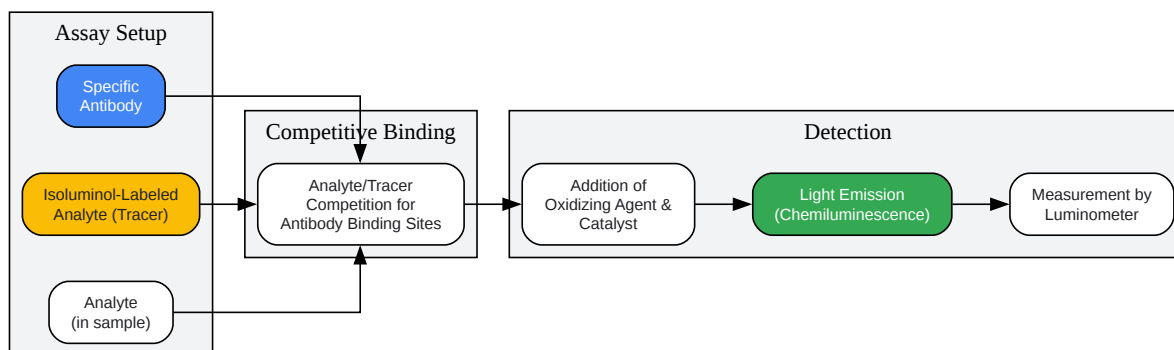 Assay Setup
Specific
Antibody
Isoluminol-Labeled
Analyte (Tracer)
Analyte
(in sample)
Competitive Binding
Analyte/Tracer
Competition for
Antibody Binding Sites
Detection
Addition of
Oxidizing Agent &
Catalyst
Light Emission
(Chemiluminescence)
Measurement by
Luminometer